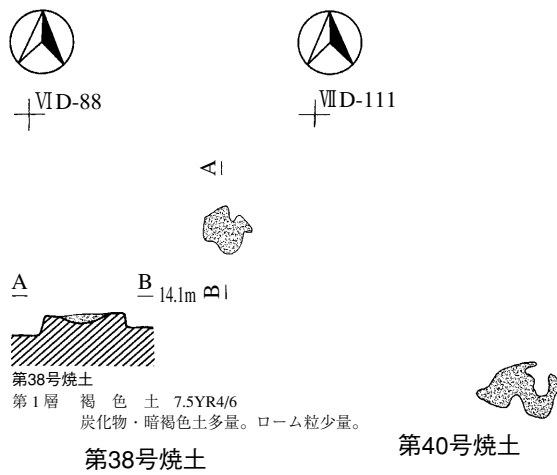 ⅥD-88
ⅦD-111
A
B
A B 14.1m
第38号焼土
第1層 褐色土 7.5YR4/6
炭化物・暗褐色土多量。ローム粒少量。
第38号焼土
第40号焼土